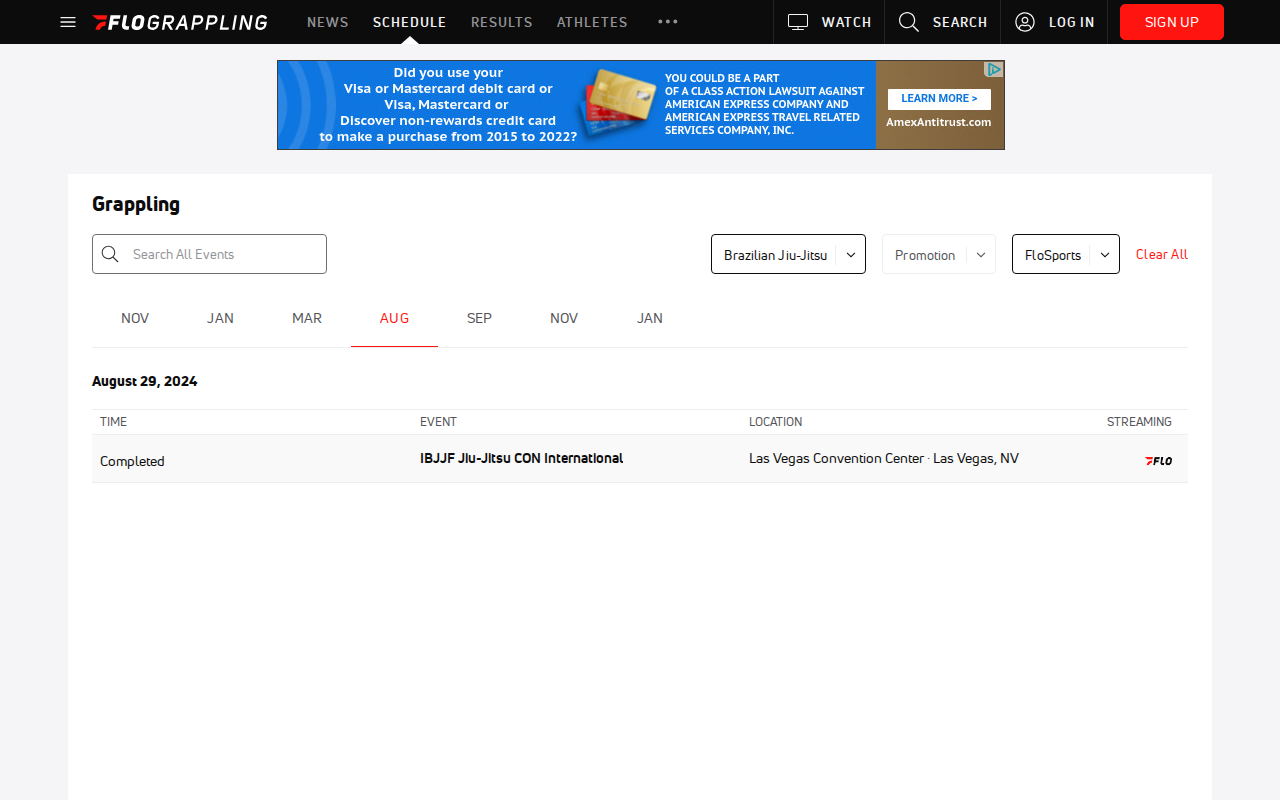 FLOGRAPPLING NEWS SCHEDULE RESULTS ATHLETES ••• WATCH SEARCH LOG IN SIGN UP
Did you use your
Visa or Mastercard debit card or
Visa, Mastercard or
Discover non-rewards credit card
to make a purchase from 2015 to 2022?
YOU COULD BE A PART
OF A CLASS ACTION LAWSUIT AGAINST
AMERICAN EXPRESS COMPANY AND
AMERICAN EXPRESS TRAVEL RELATED
SERVICES COMPANY, INC.
LEARN MORE >
AmexAntitrust.com
Grappling
Search All Events Brazilian Jiu-Jitsu Promotion FloSports Clear All
NOV JAN MAR AUG SEP NOV JAN
August 29, 2024
TIME EVENT LOCATION STREAMING
Completed IBJJF Jiu-Jitsu CON International Las Vegas Convention Center · Las Vegas, NV FLO